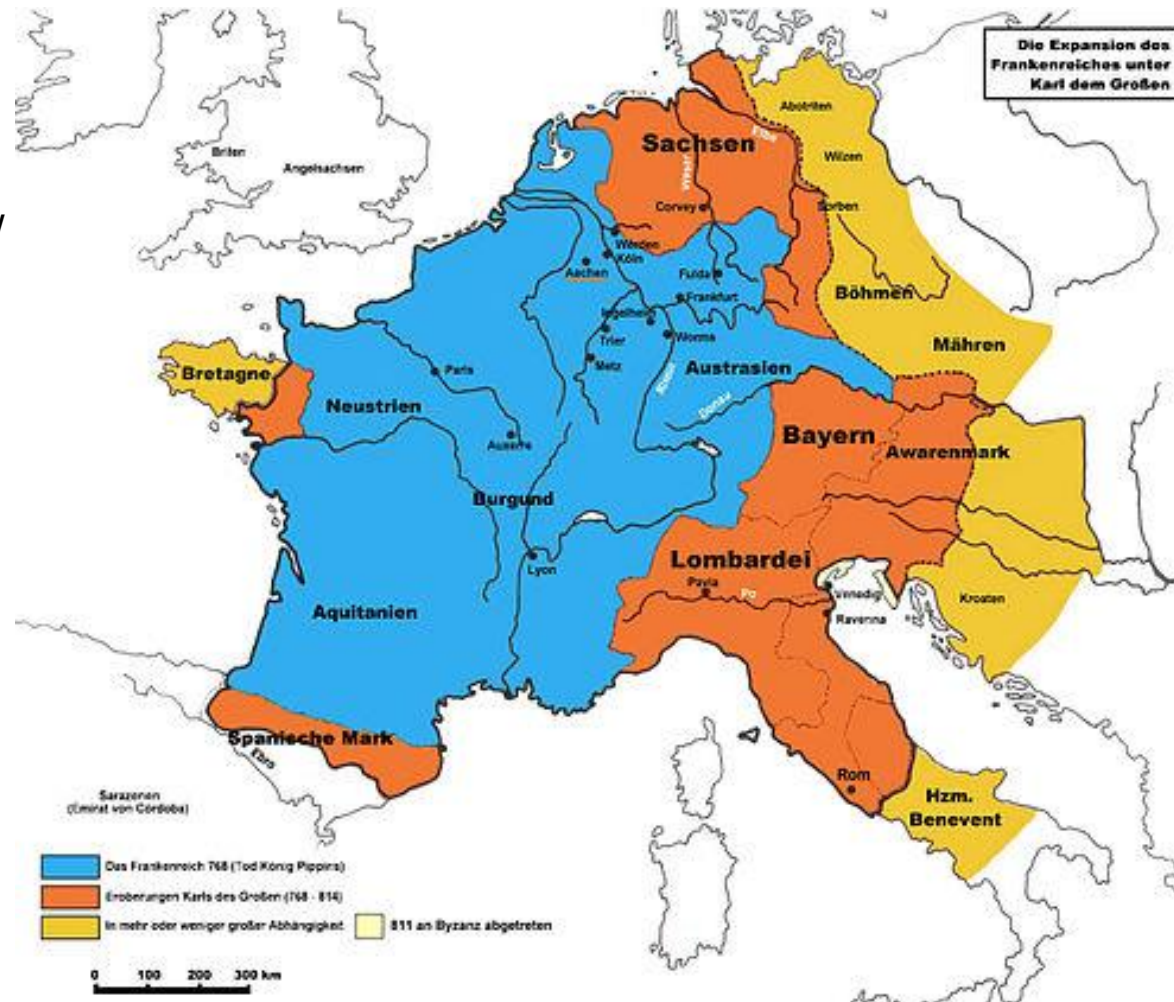 Die Expansion des
Frankenreiches unter
Karl dem Großen
Abotriten
Briten
Angelsachsen
Sachsen
Elbe
Weser
Wilzen
Corvey
Sorben
Werden
Köln
Aachen
Fulda
Böhmen
Frankfurt
Ingelheim
Trier
Worms
Mähren
Metz
Austrasien
Bretagne
Paris
Rhein
Neustrien
Donau
Auxerre
Bayern
Awarenmark
Burgund
Lyon
Lombardei
Pavia
Po
Venedig
Kroaten
Ravenna
Aquitanien
Spanische Mark
Ebro
Rom
Hzm.
Benevent
Sarazenen
(Emirat von Córdoba)
Das Frankenreich 768 (Tod König Pippins)
Eroberungen Karls des Großen (768 - 814)
In mehr oder weniger großer Abhängigkeit
811 an Byzanz abgetreten
0 100 200 300 km